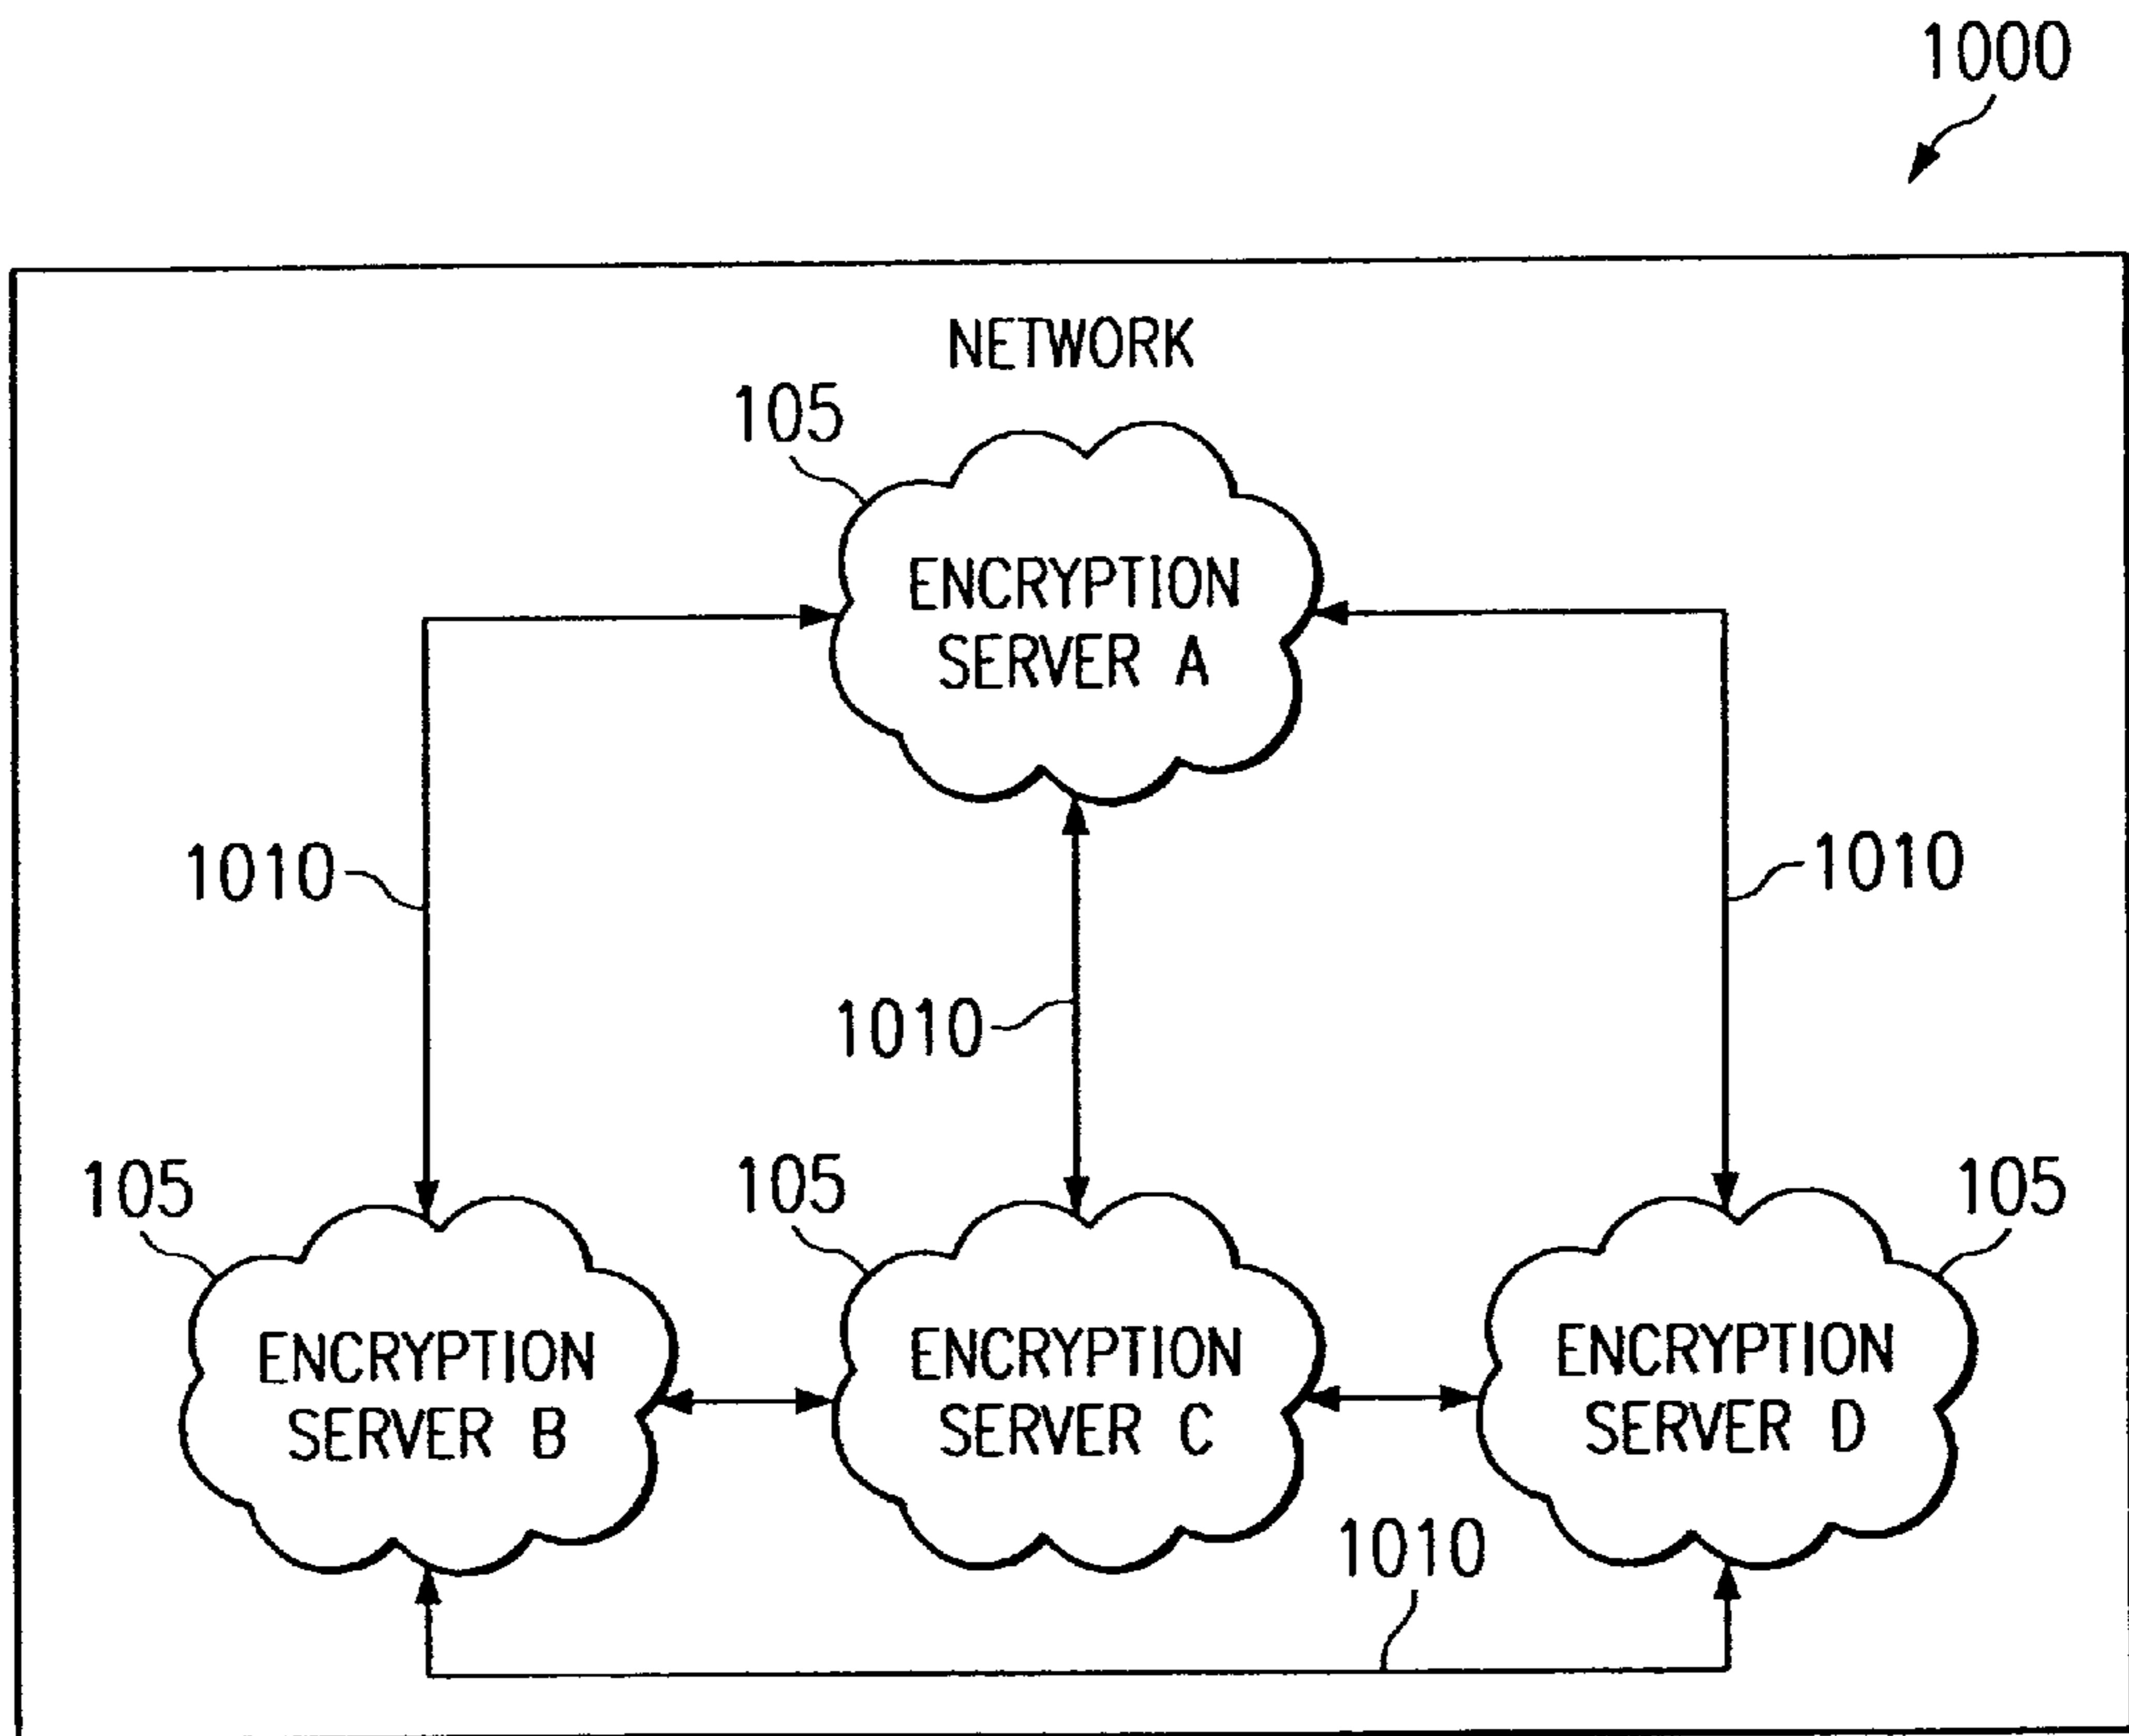 1000
NETWORK
105
ENCRYPTION
SERVER A
1010
1010
1010
105
105
105
ENCRYPTION
SERVER B
ENCRYPTION
SERVER C
ENCRYPTION
SERVER D
1010